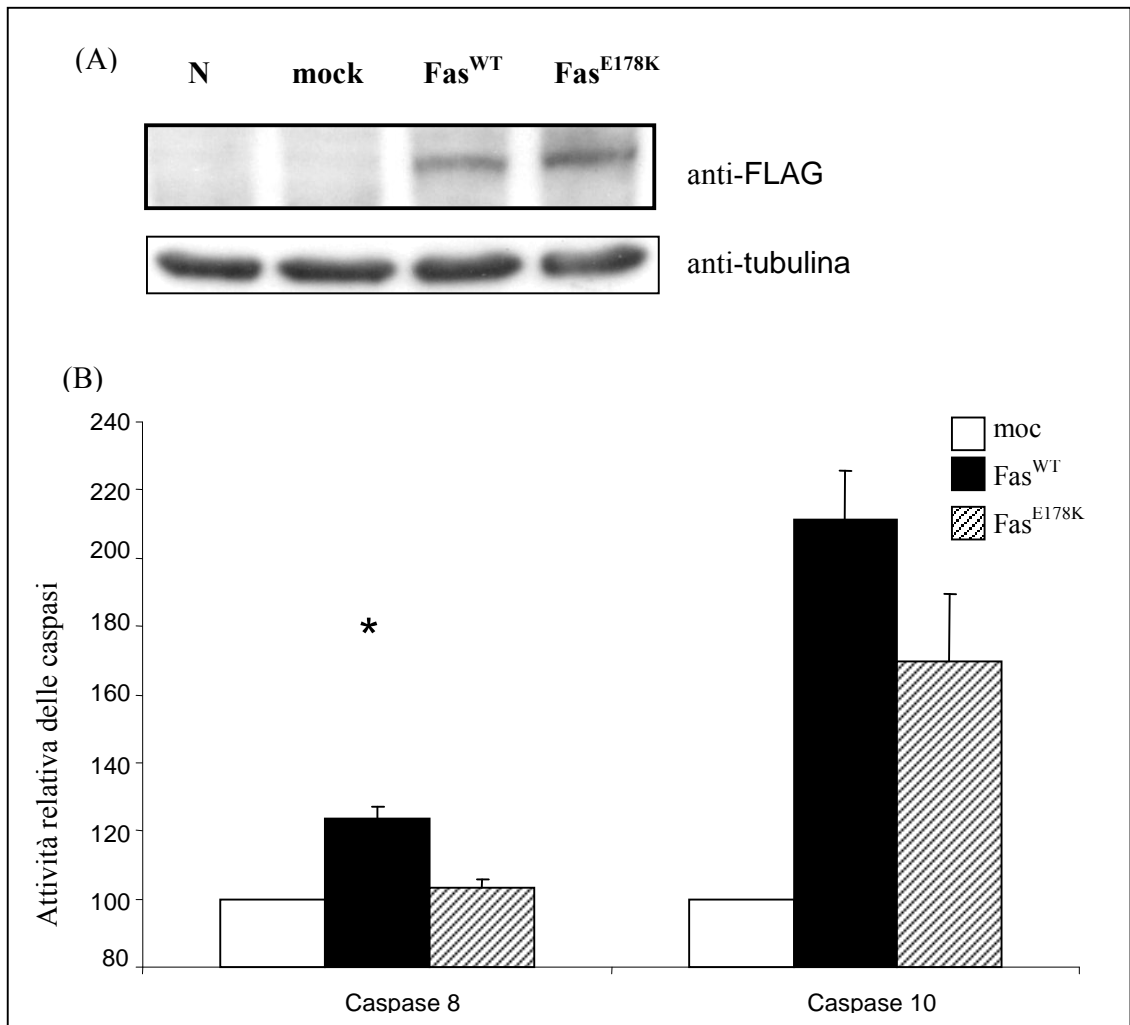 (A)
N mock Fas^WT Fas^E178K
anti-FLAG
anti-tubulina
(B)
240
220
200
180
160
140
120
100
80
Attività relativa delle caspasi
*
moc
Fas^WT
Fas^E178K
Caspase 8 Caspase 10